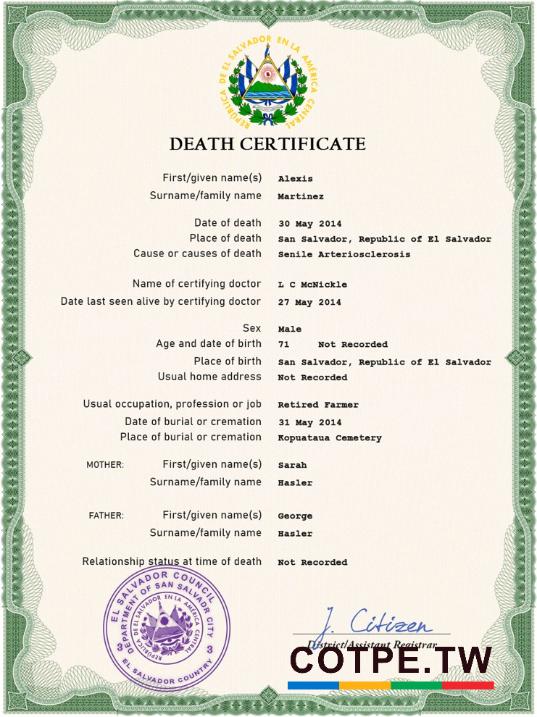 REPÚBLICA DE EL SALVADOR EN LA AMÉRICA CENTRAL
DEATH CERTIFICATE
First/given name(s) Alexis
Surname/family name Martinez
Date of death 30 May 2014
Place of death San Salvador, Republic of El Salvador
Cause or causes of death Senile Arteriosclerosis
Name of certifying doctor L C McNickle
Date last seen alive by certifying doctor 27 May 2014
Sex Male
Age and date of birth 71 Not Recorded
Place of birth San Salvador, Republic of El Salvador
Usual home address Not Recorded
Usual occupation, profession or job Retired Farmer
Date of burial or cremation 31 May 2014
Place of burial or cremation Kopuataua Cemetery
MOTHER: First/given name(s) Sarah
Surname/family name Hasler
FATHER: First/given name(s) George
Surname/family name Hasler
Relationship status at time of death Not Recorded
EL SALVADOR COUNCIL
DEPARTMENT OF SAN SALVADR CITY
REPÚBLICA DE EL SALVADOR EN LA AMÉRICA CENTRAL
3 3
EL SALVADOR COUNTRY
J. Citizen
District/Assistant Registrar
COTPE.TW